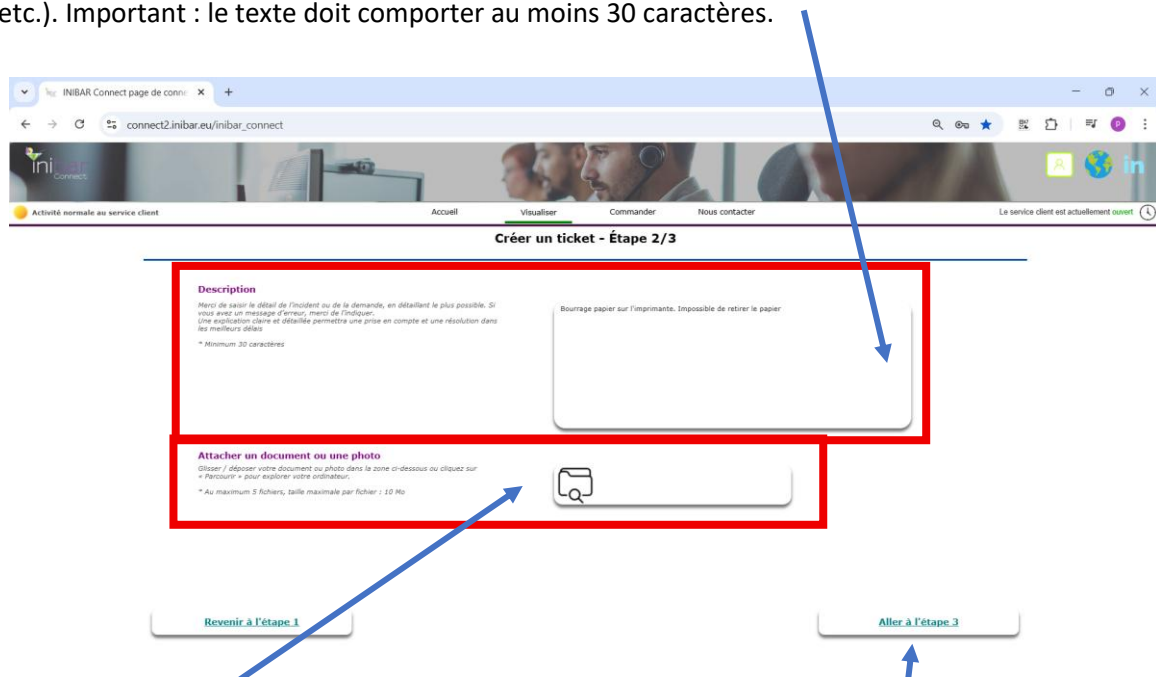 etc.). Important : le texte doit comporter au moins 30 caractères.
INIBAR Connect page de conn
connect2.inibar.eu/inibar_connect
P
inibar
Connect
in
Activité normale au service client
Accueil
Visualiser
Commander
Nous contacter
Le service client est actuellement ouvert
Créer un ticket - Étape 2/3
Description
Merci de saisir le détail de l'incident ou de la demande, en détaillant le plus possible. Si
vous avez un message d'erreur, merci de l'indiquer.
Une explication claire et détaillée permettra une prise en compte et une résolution dans
les meilleurs délais
* Minimum 30 caractères
Bourrage papier sur l'imprimante. Impossible de retirer le papier
Attacher un document ou une photo
Glisser / déposer votre document ou photo dans la zone ci-dessous ou cliquez sur
« Parcourir » pour explorer votre ordinateur.
* Au maximum 5 fichiers, taille maximale par fichier : 10 Mo
Revenir à l'étape 1
Aller à l'étape 3